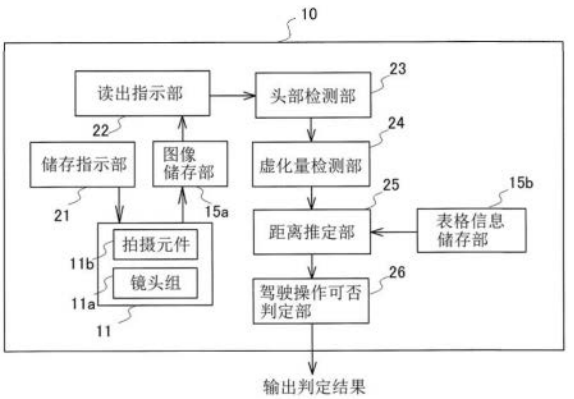 10
读出指示部
22
头部检测部
23
储存指示部
21
图像
储存部
15a
虚化量检测部
24
拍摄元件
11b
镜头组
11a
11
距离推定部
25
表格信息
储存部
15b
驾驶操作可否
判定部
26
输出判定结果